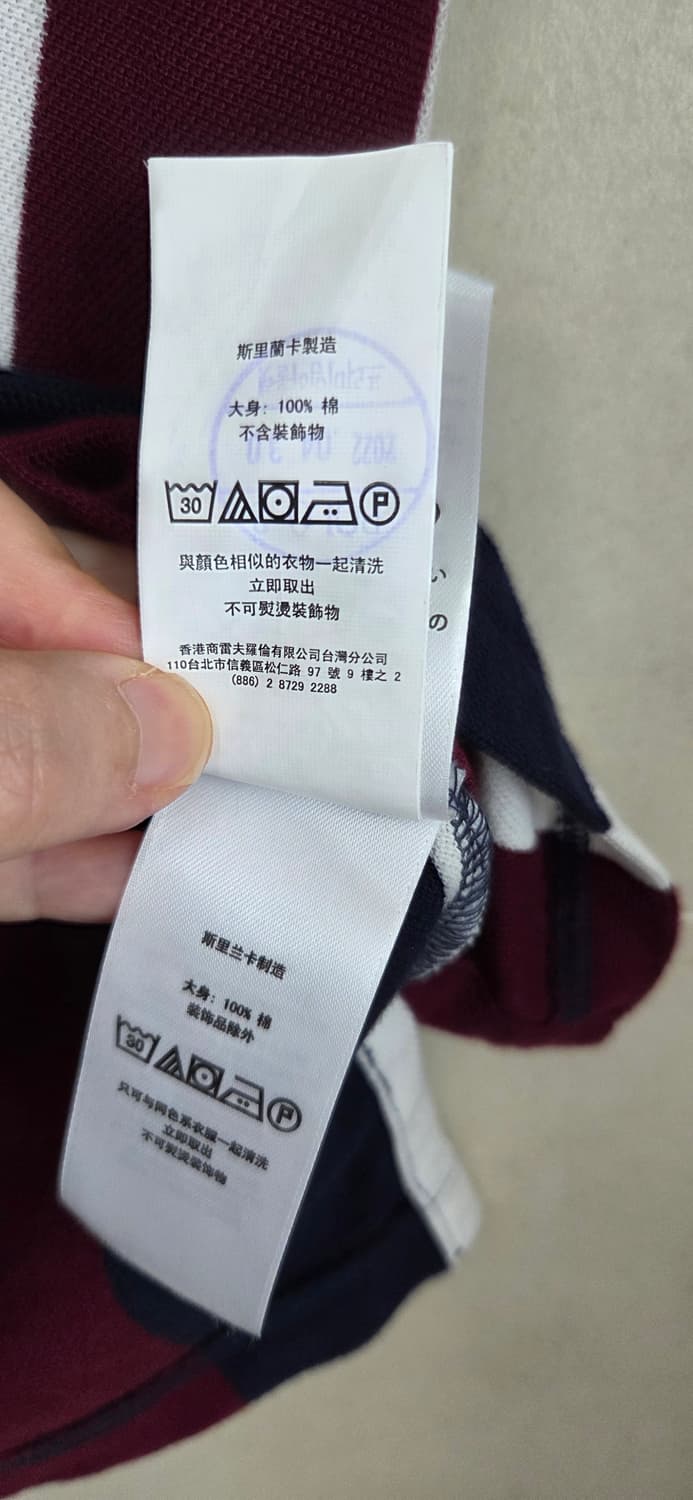 斯里蘭卡製造
大身: 100% 棉
不含裝飾物
30
P
與顏色相似的衣物一起清洗
立即取出
不可熨燙裝飾物
香港商雷夫羅倫有限公司台灣分公司
110台北市信義區松仁路 97 號 9 樓之 2
(886) 2 8729 2288
い
の
斯里兰卡制造
大身: 100% 棉
装饰品除外
30
P
只可与同色系衣服一起清洗
立即取出
不可熨烫装饰物